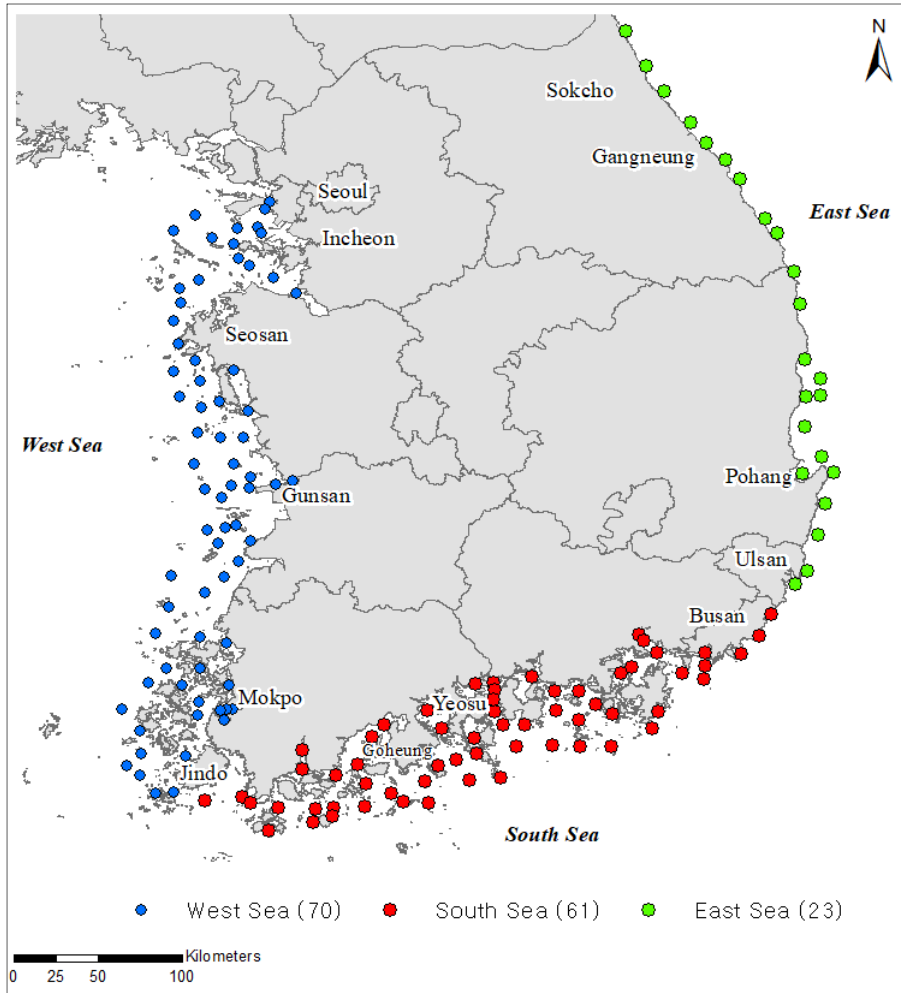 N
Sokcho
Gangneung
Seoul
East Sea
Incheon
Seosan
West Sea
Pohang
Gunsan
Ulsan
Busan
Mokpo
Yeosu
Goheung
Jindo
South Sea
West Sea (70) South Sea (61) East Sea (23)
Kilometers
0 25 50 100